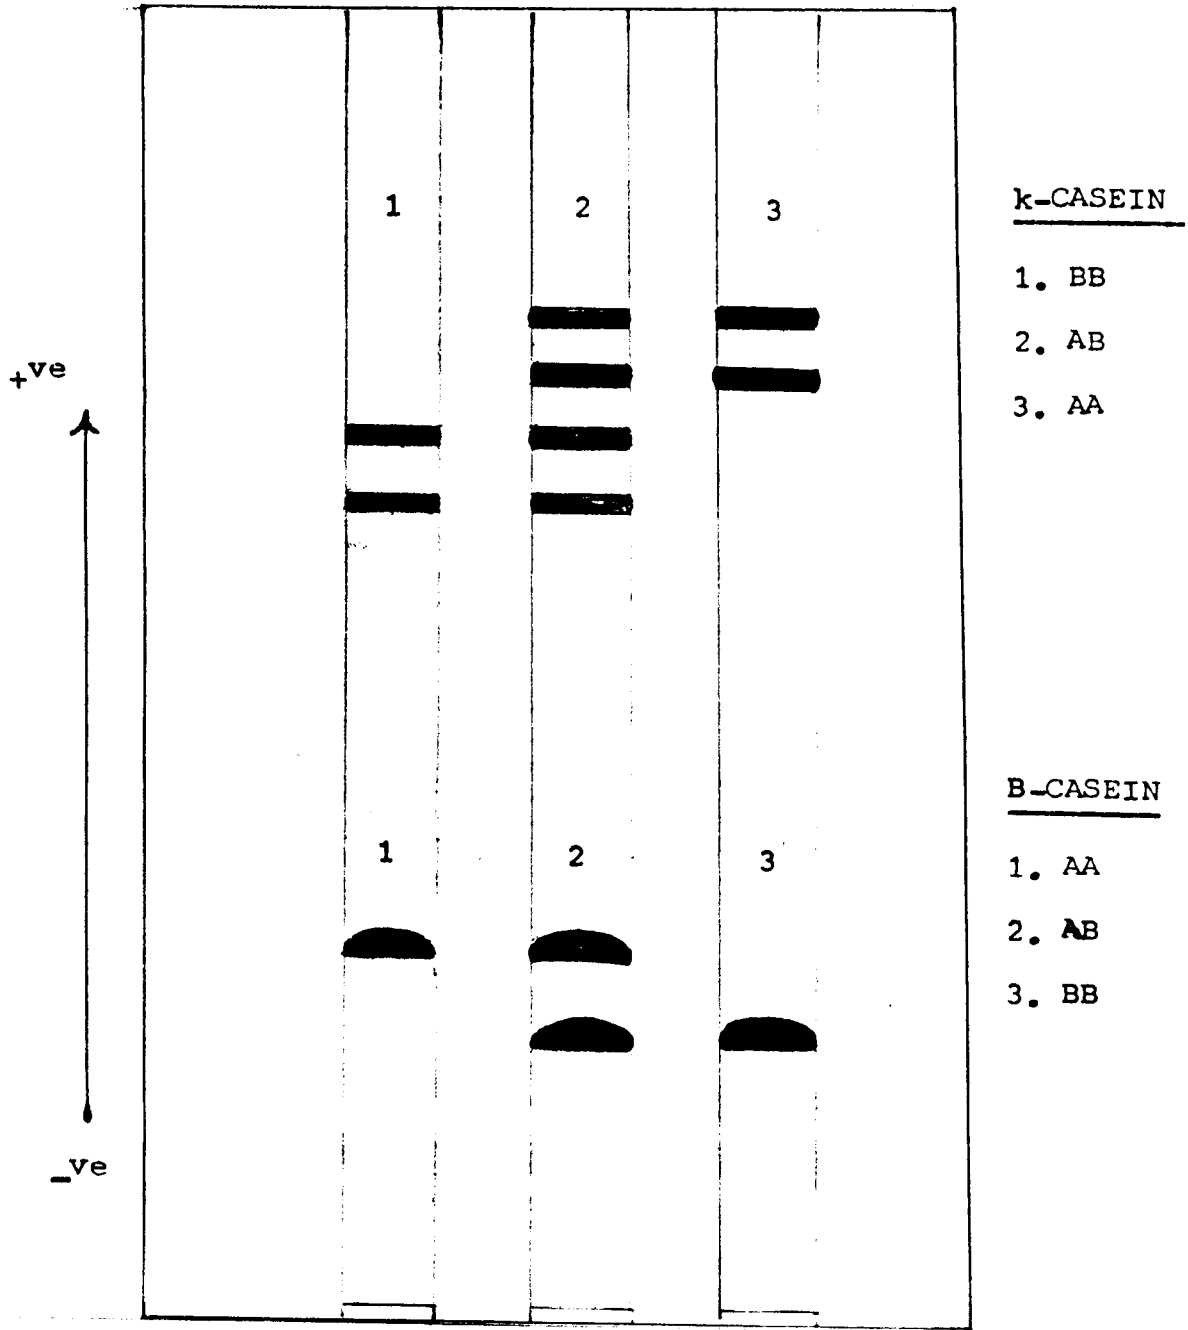 1 2 3
k-CASEIN
1. BB
2. AB
3. AA
+ve
-ve
1 2 3
B-CASEIN
1. AA
2. AB
3. BB